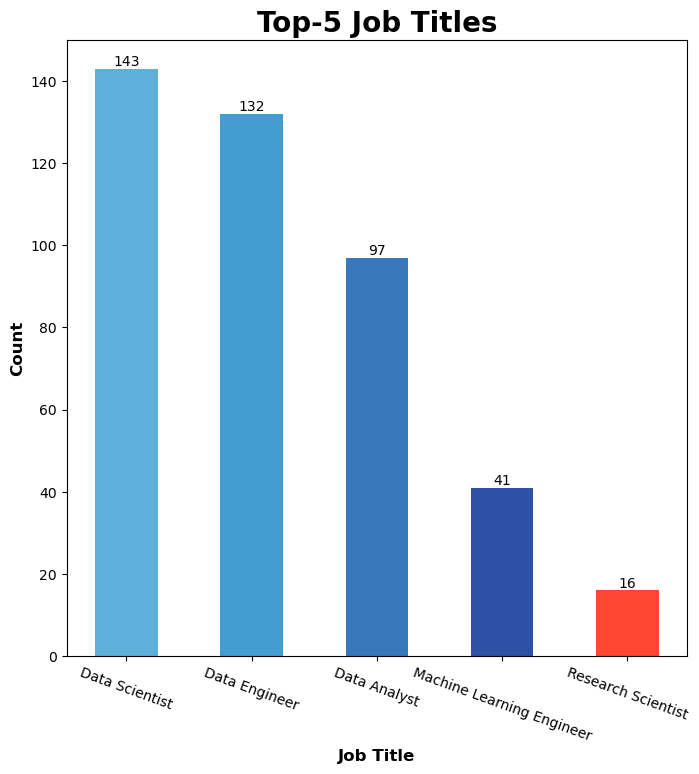 Top-5 Job Titles
143
132
97
41
16
140
120
100
80
60
40
20
0
Count
Data Scientist
Data Engineer
Data Analyst
Machine Learning Engineer
Research Scientist
Job Title